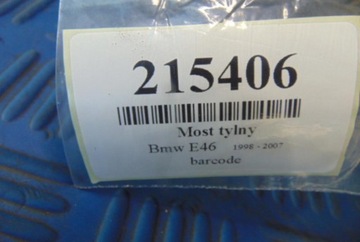 215406
Most tylny
Bmw E46 1998 - 2007
barcode